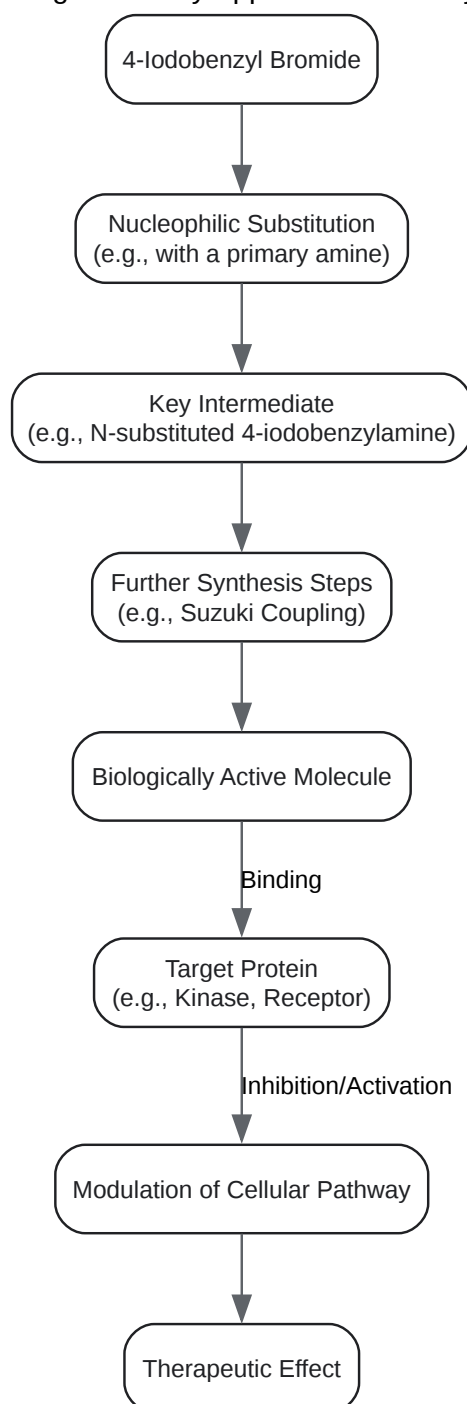 4-Iodobenzyl Bromide
Nucleophilic Substitution
(e.g., with a primary amine)
Key Intermediate
(e.g., N-substituted 4-iodobenzylamine)
Further Synthesis Steps
(e.g., Suzuki Coupling)
Biologically Active Molecule
Binding
Target Protein
(e.g., Kinase, Receptor)
Inhibition/Activation
Modulation of Cellular Pathway
Therapeutic Effect